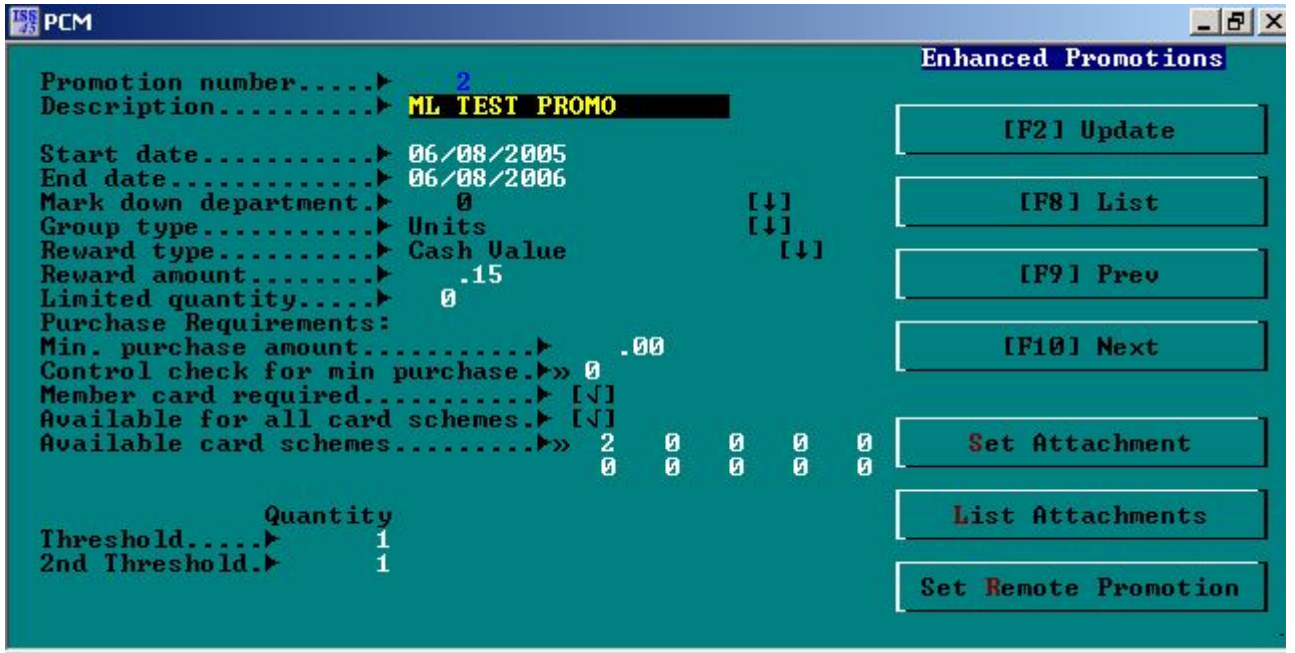 ISS 45 PCM
Enhanced Promotions
Promotion number.....► 2
Description..........► ML TEST PROMO
Start date...........► 06/08/2005
End date.............► 06/08/2006
Mark down department.► 0 [↓]
Group type...........► Units [↓]
Reward type..........► Cash Value [↓]
Reward amount........► .15
Limited quantity.....► 0
Purchase Requirements:
Min. purchase amount...........► .00
Control check for min purchase.►» 0
Member card required...........► [√]
Available for all card schemes.► [√]
Available card schemes.........►» 2 0 0 0 0
0 0 0 0 0
Quantity
Threshold.....► 1
2nd Threshold.► 1
[F2] Update
[F8] List
[F9] Prev
[F10] Next
Set Attachment
List Attachments
Set Remote Promotion